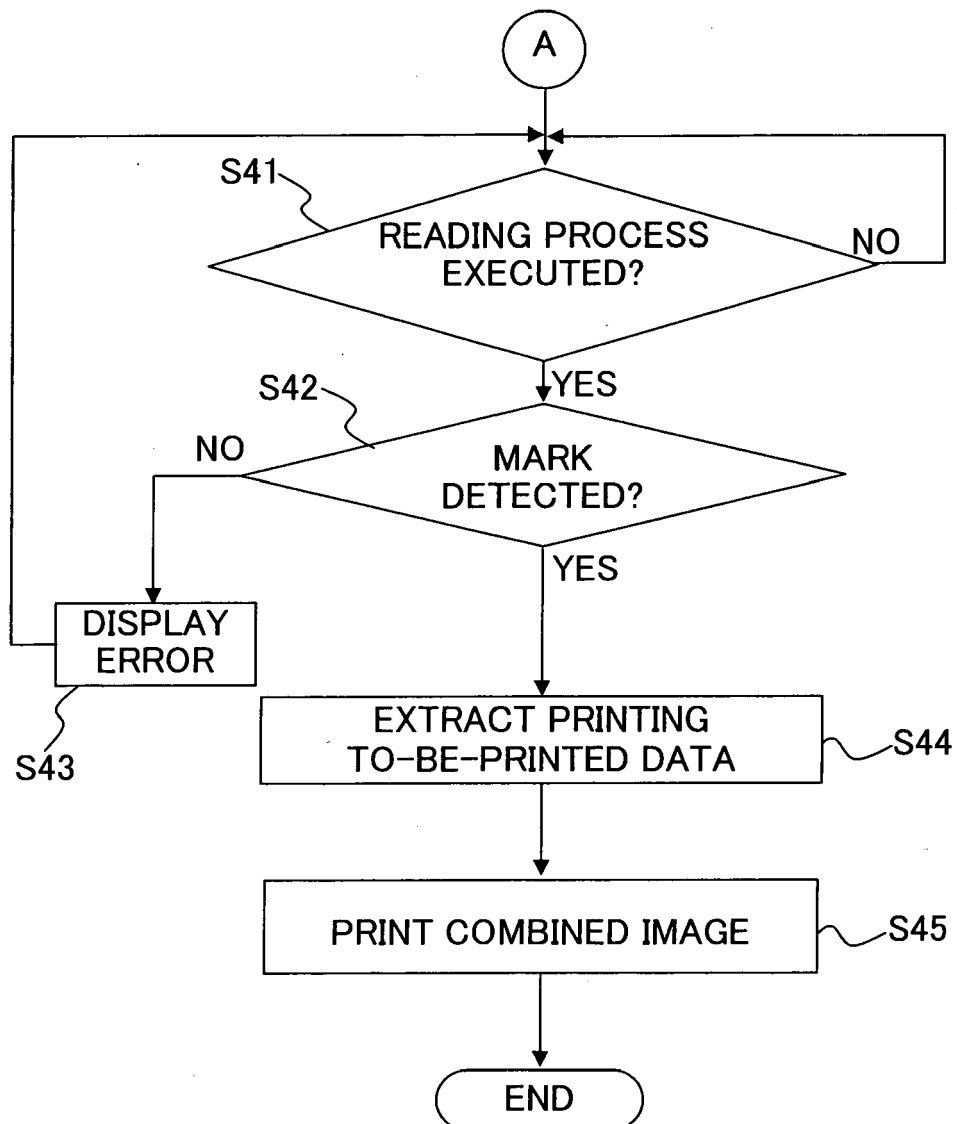 A
S41
READING PROCESS
EXECUTED?
NO
YES
S42
NO
MARK
DETECTED?
YES
DISPLAY
ERROR
S43
EXTRACT PRINTING
TO-BE-PRINTED DATA
S44
PRINT COMBINED IMAGE
S45
END